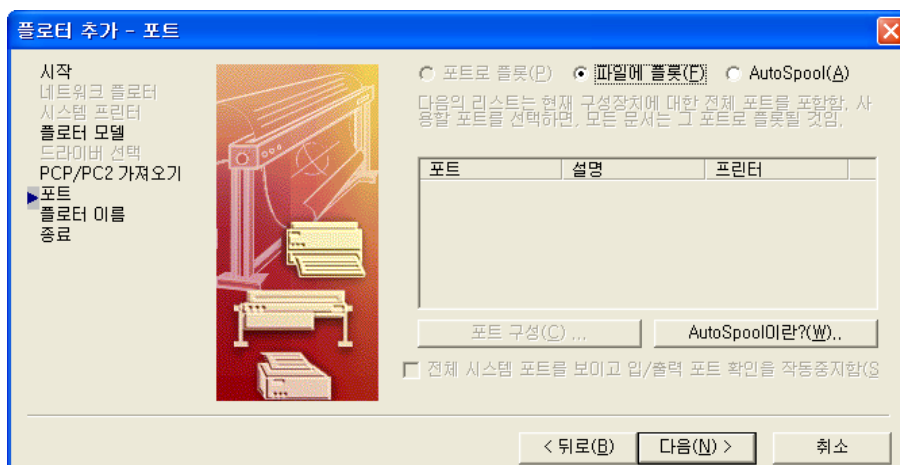 플로터 추가 - 포트
시작
네트워크 플로터
시스템 프린터
플로터 모델
드라이버 선택
PCP/PC2 가져오기
포트
플로터 이름
종료
포트로 플롯(P) 파일에 플롯(F) AutoSpool(A)
다음의 리스트는 현재 구성장치에 대한 전체 포트를 포함함, 사
용할 포트를 선택하면, 모든 문서는 그 포트로 플롯될 것임.
포트 설명 프린터
포트 구성(C) ... AutoSpool이란?(W)..
전체 시스템 포트를 보이고 입/출력 포트 확인을 작동중지함(S
< 뒤로(B) 다음(N) > 취소